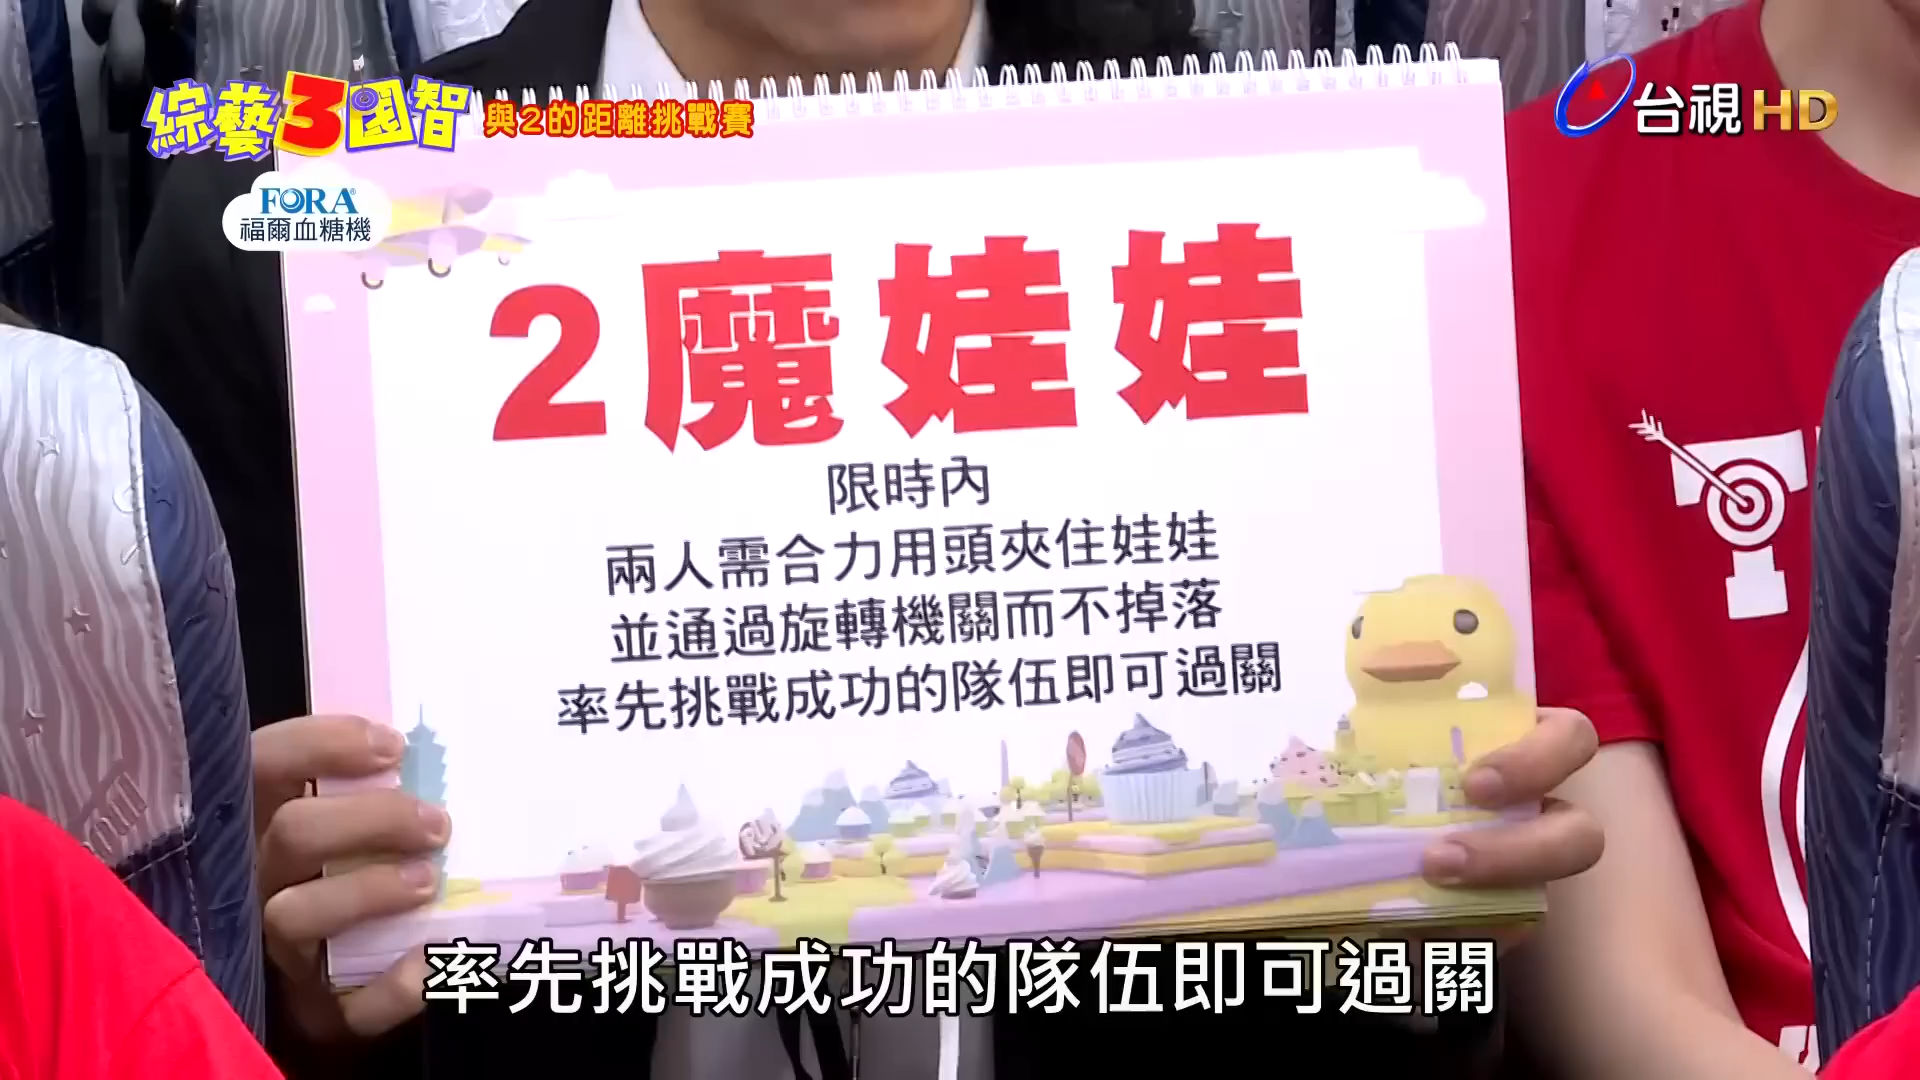 綜藝3國智
與2的距離挑戰賽
台視HD
FORA®
福爾血糖機
2魔娃娃
限時內
兩人需合力用頭夾住娃娃
並通過旋轉機關而不掉落
率先挑戰成功的隊伍即可過關
率先挑戰成功的隊伍即可過關